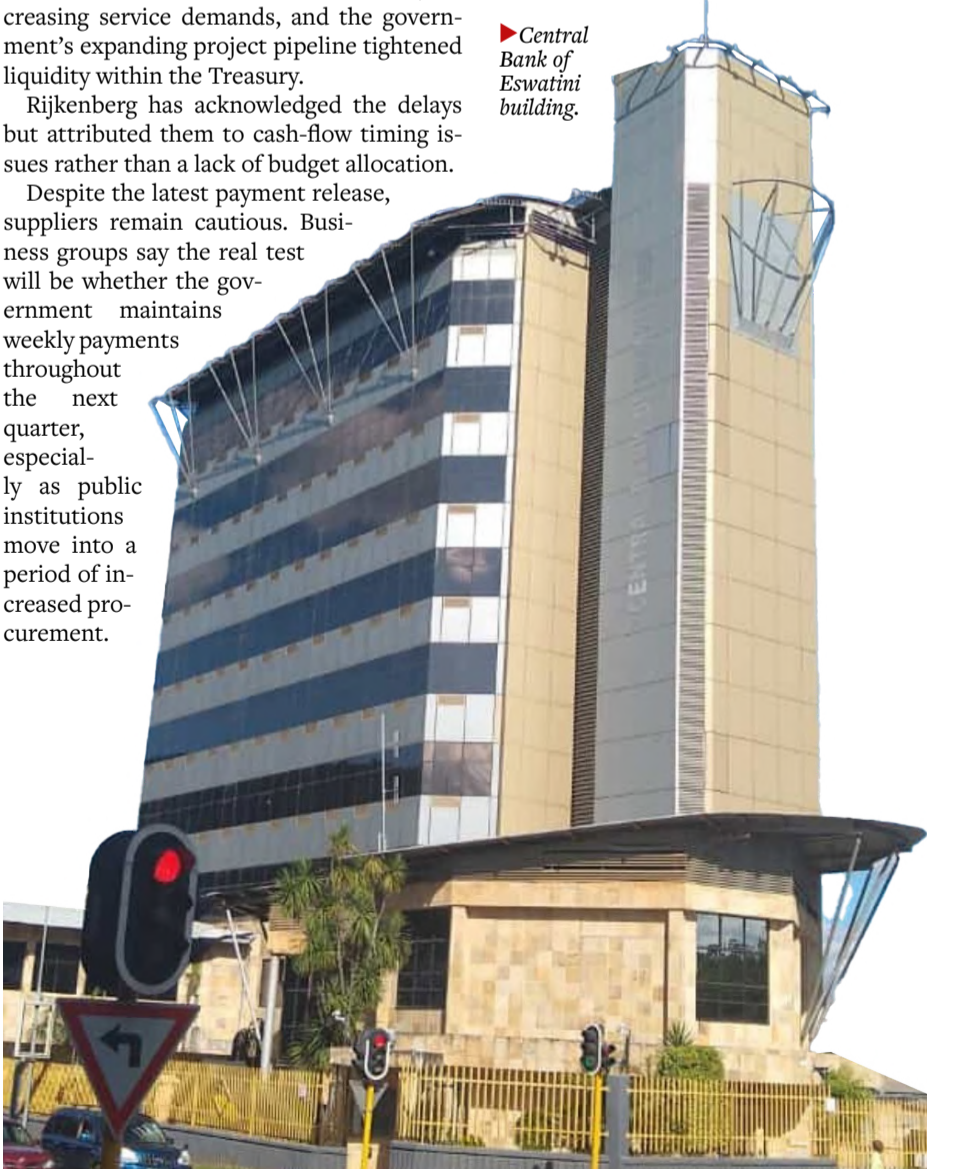 creasing service demands, and the govern-
ment's expanding project pipeline tightened
liquidity within the Treasury.
Rijkenberg has acknowledged the delays
but attributed them to cash-flow timing is-
sues rather than a lack of budget allocation.
Despite the latest payment release,
suppliers remain cautious. Busi-
ness groups say the real test
will be whether the gov-
ernment maintains
weekly payments
throughout
the next
quarter,
especial-
ly as public
institutions
move into a
period of in-
creased pro-
curement.
▶Central
Bank of
Eswatini
building.
CENTRAL